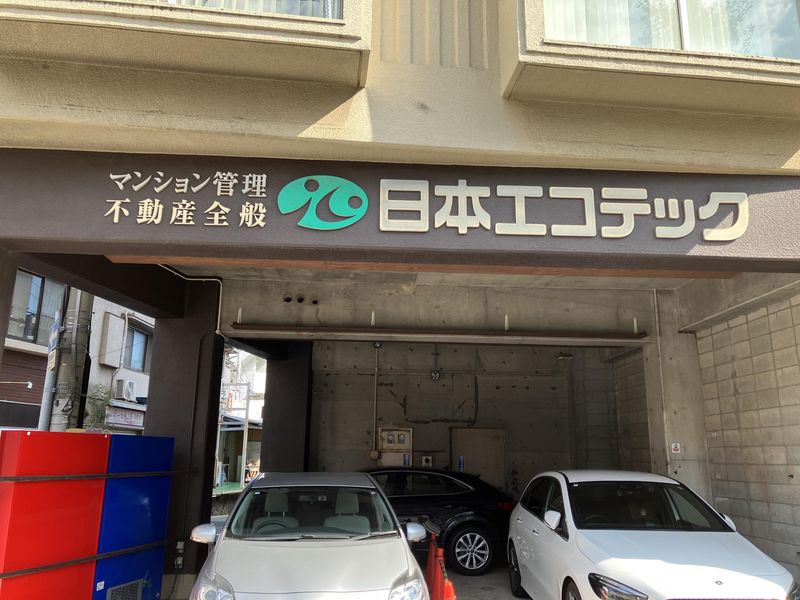 マンション管理
不動産全般
日本エコテック